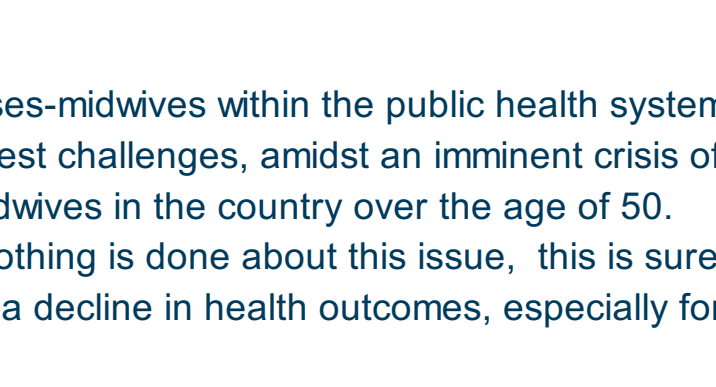 ses-midwives within the public health system
est challenges, amidst an imminent crisis of
dwives in the country over the age of 50.
othing is done about this issue,  this is sure
a decline in health outcomes, especially for